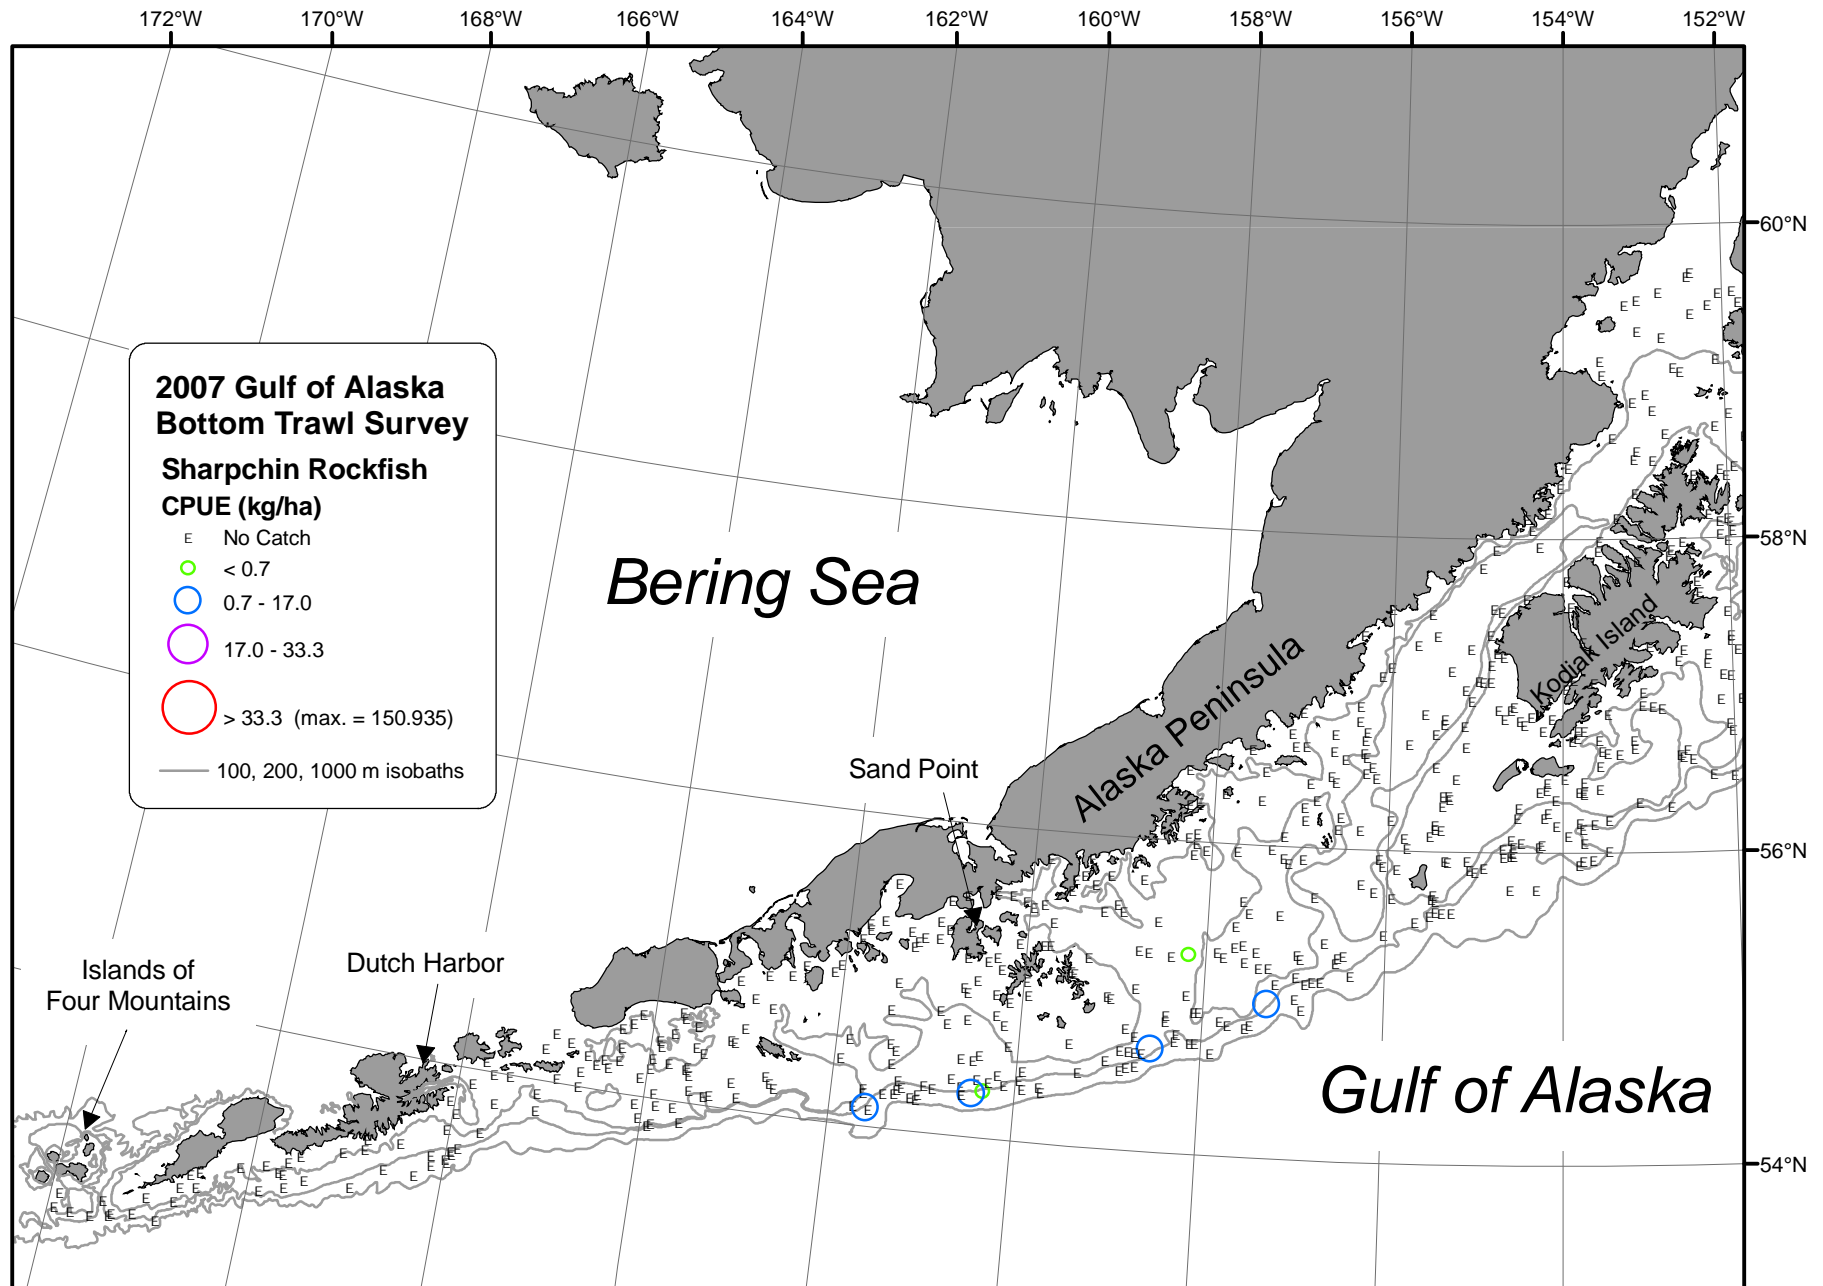 172°W 170°W 168°W 166°W 164°W 162°W 160°W 158°W 156°W 154°W 152°W
60°N
58°N
56°N
54°N
2007 Gulf of Alaska
Bottom Trawl Survey
Sharpchin Rockfish
CPUE (kg/ha)
E No Catch
< 0.7
0.7 - 17.0
17.0 - 33.3
> 33.3 (max. = 150.935)
100, 200, 1000 m isobaths
Bering Sea
Alaska Peninsula
Kodiak Island
Sand Point
Dutch Harbor
Islands of
Four Mountains
Gulf of Alaska